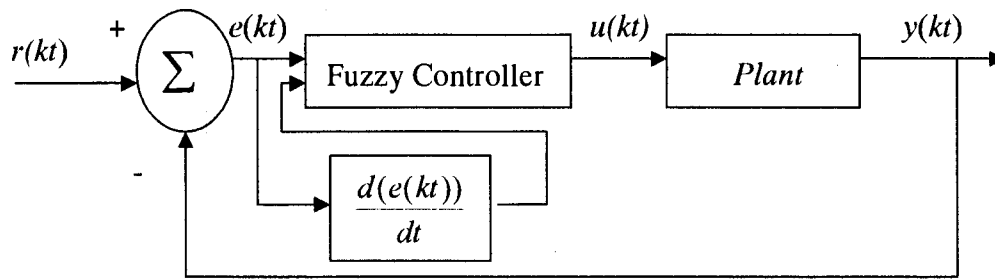 +
e(kt)
u(kt)
y(kt)
r(kt)
Σ
Fuzzy Controller
Plant
-
d(e(kt))
dt